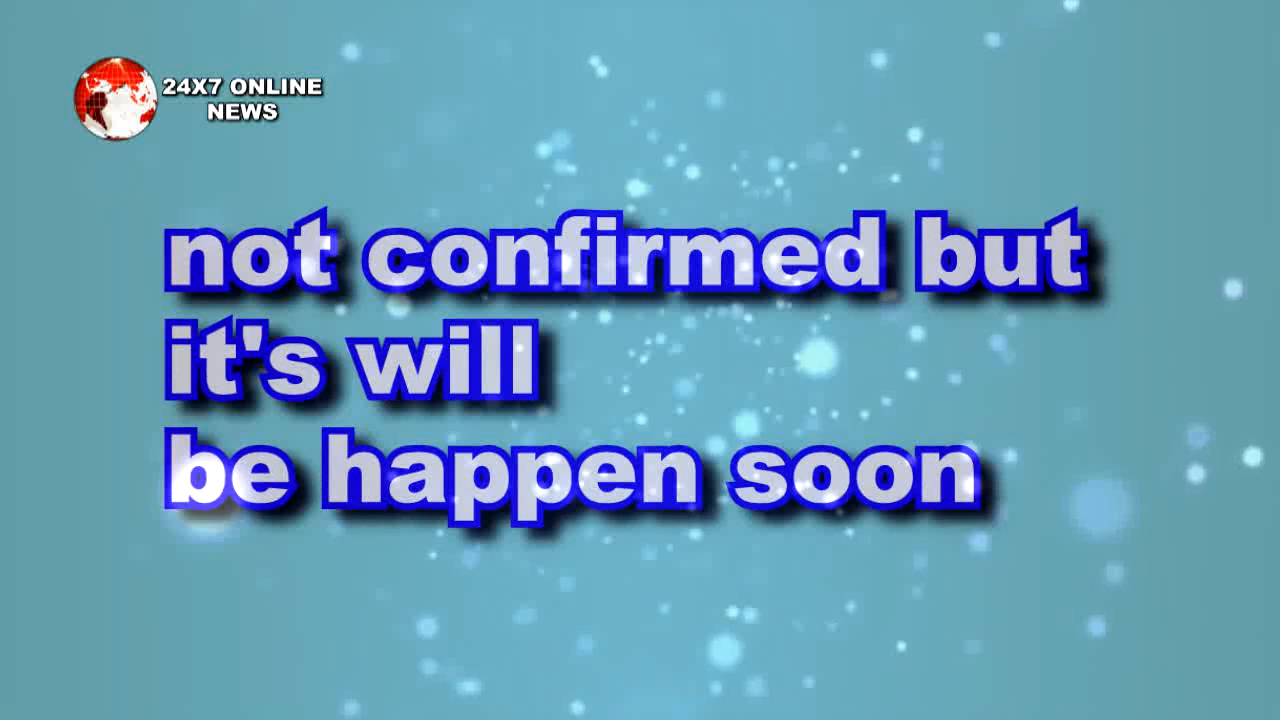 24X7 ONLINE
NEWS
not confirmed but
it's will
be happen soon